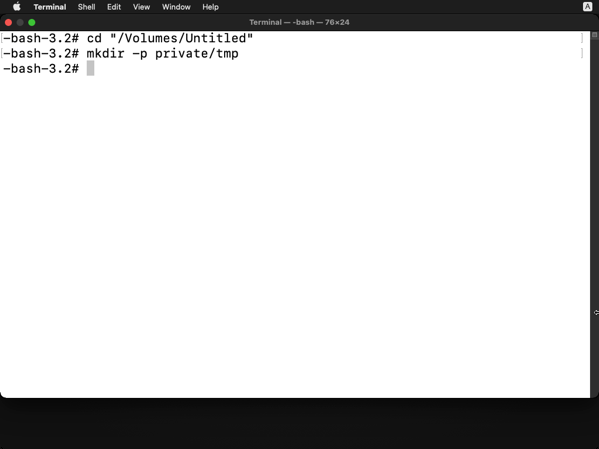 Terminal Shell Edit View Window Help A
Terminal — -bash — 76×24
-bash-3.2# cd "/Volumes/Untitled"
-bash-3.2# mkdir -p private/tmp
-bash-3.2#